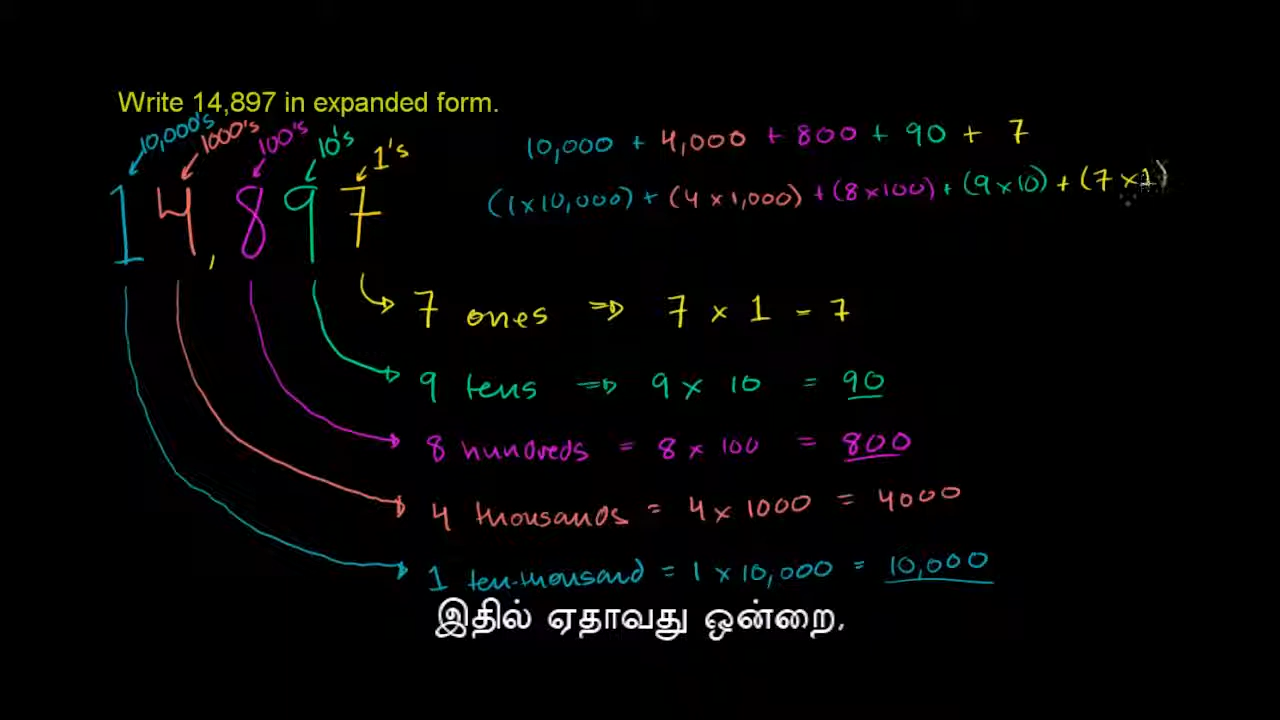 Write 14,897 in expanded form.
10,000's 1000's 100's 10's 1's
10,000 + 4,000 + 800 + 90 + 7
(1×10,000) + (4×1,000) + (8×100) + (9×10) + (7×1)
14,897
7 ones ⇒ 7 × 1 = 7
9 tens ⇒ 9 × 10 = 90
8 hundreds = 8 × 100 = 800
4 thousands = 4 × 1000 = 4000
1 ten-thousand = 1 × 10,000 = 10,000
இதில் ஏதாவது ஒன்றை,